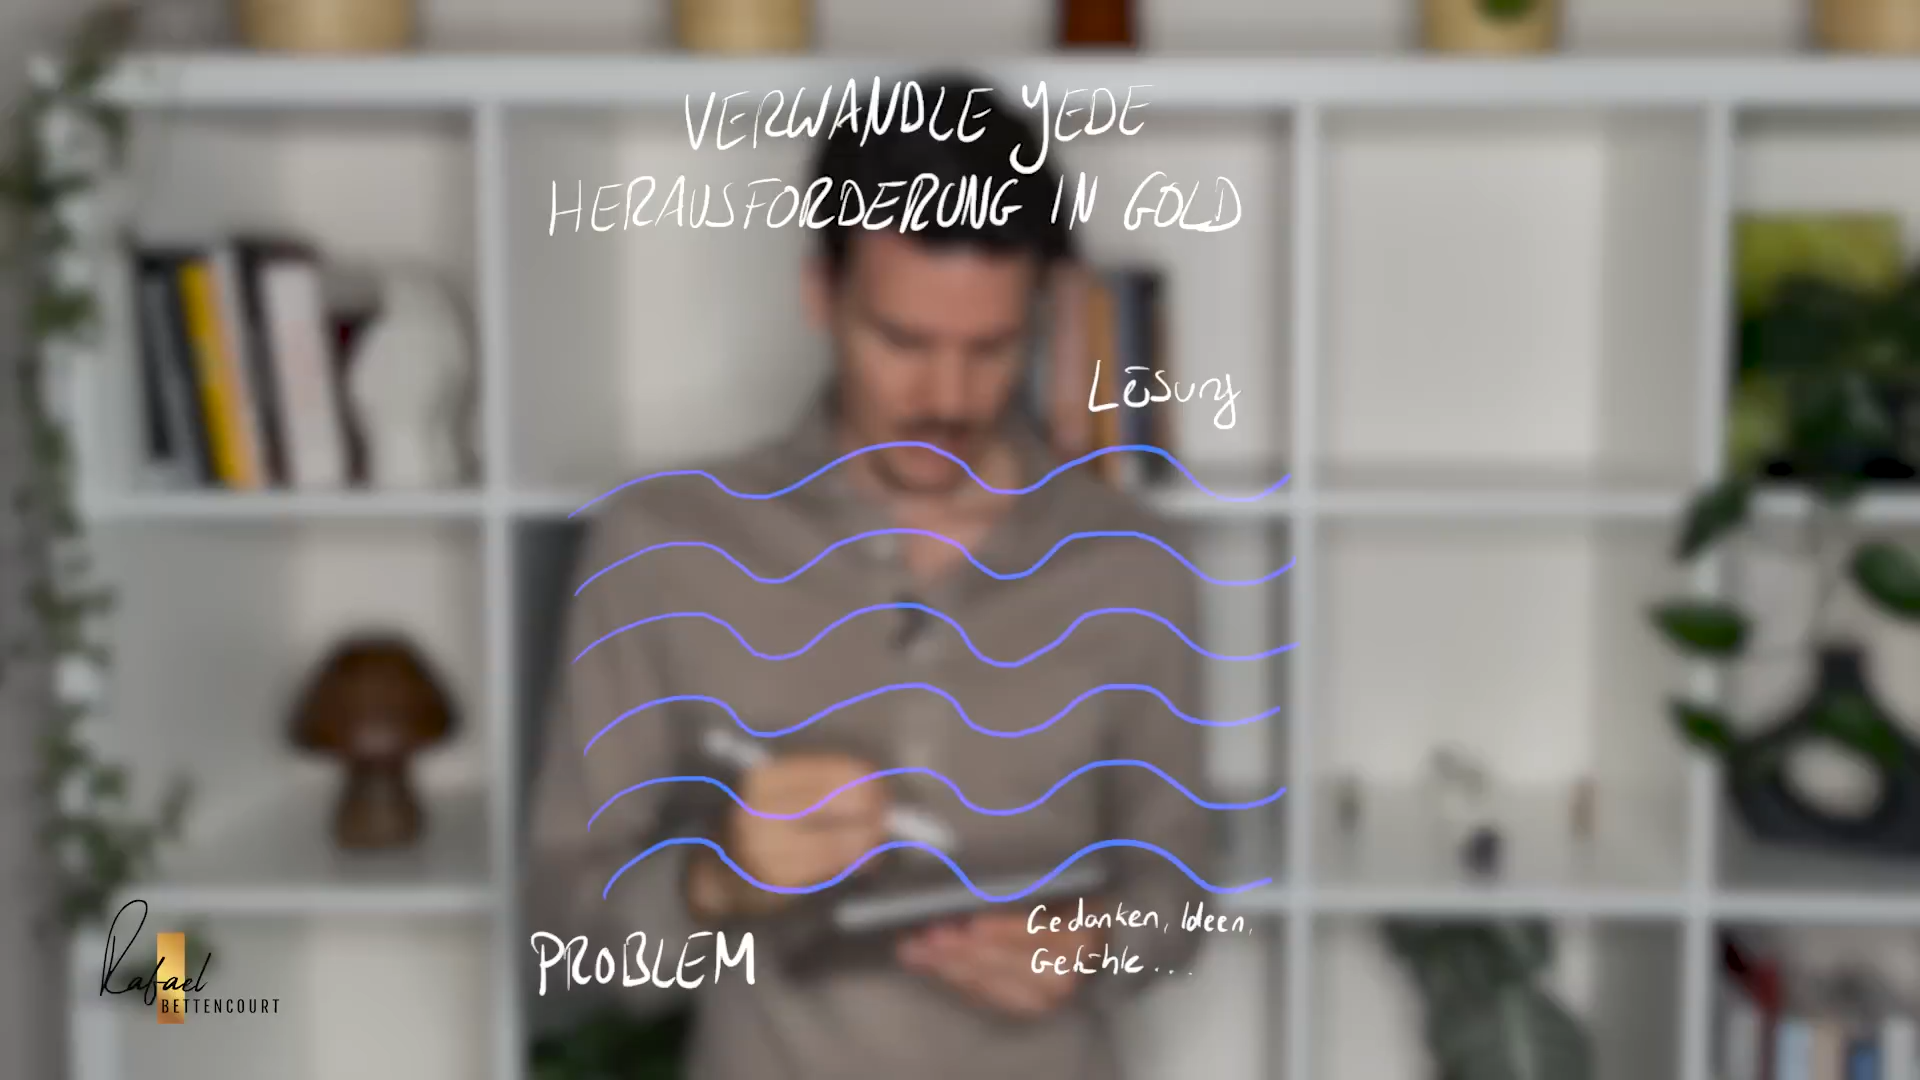 VERWANDLE JEDE
HERAUSFORDERUNG IN GOLD
Lösung
PROBLEM
Gedanken, Ideen,
Gefühle...
Rafael
BETTENCOURT